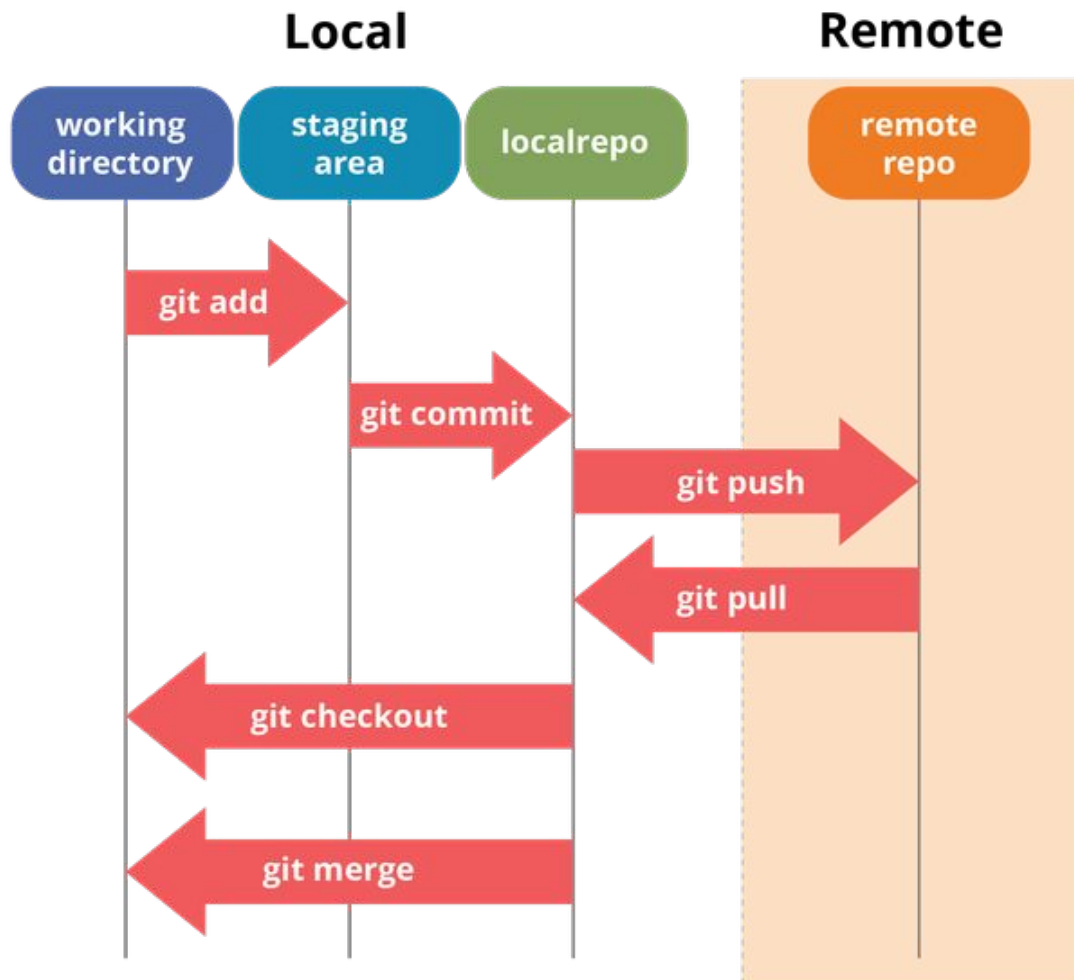 Local
Remote
working
directory
staging
area
localrepo
remote
repo
git add
git commit
git push
git pull
git checkout
git merge